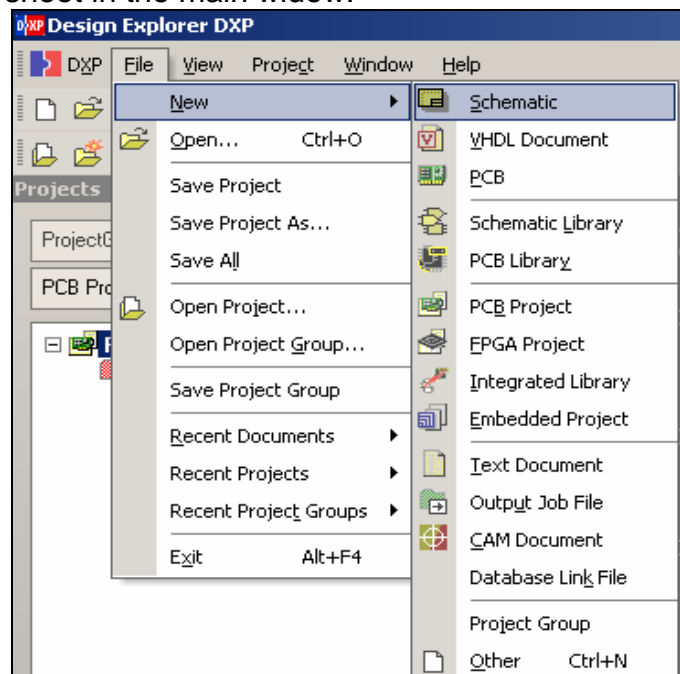 sheet in the main widow.
Design Explorer DXP
DXP File View Project Window Help
New
Open... Ctrl+O
Save Project
Save Project As...
Save All
Open Project...
Open Project Group...
Save Project Group
Recent Documents
Recent Projects
Recent Project Groups
Exit Alt+F4
Schematic
VHDL Document
PCB
Schematic Library
PCB Library
PCB Project
FPGA Project
Integrated Library
Embedded Project
Text Document
Output Job File
CAM Document
Database Link File
Project Group
Other Ctrl+N
Projects
ProjectG
PCB Pro